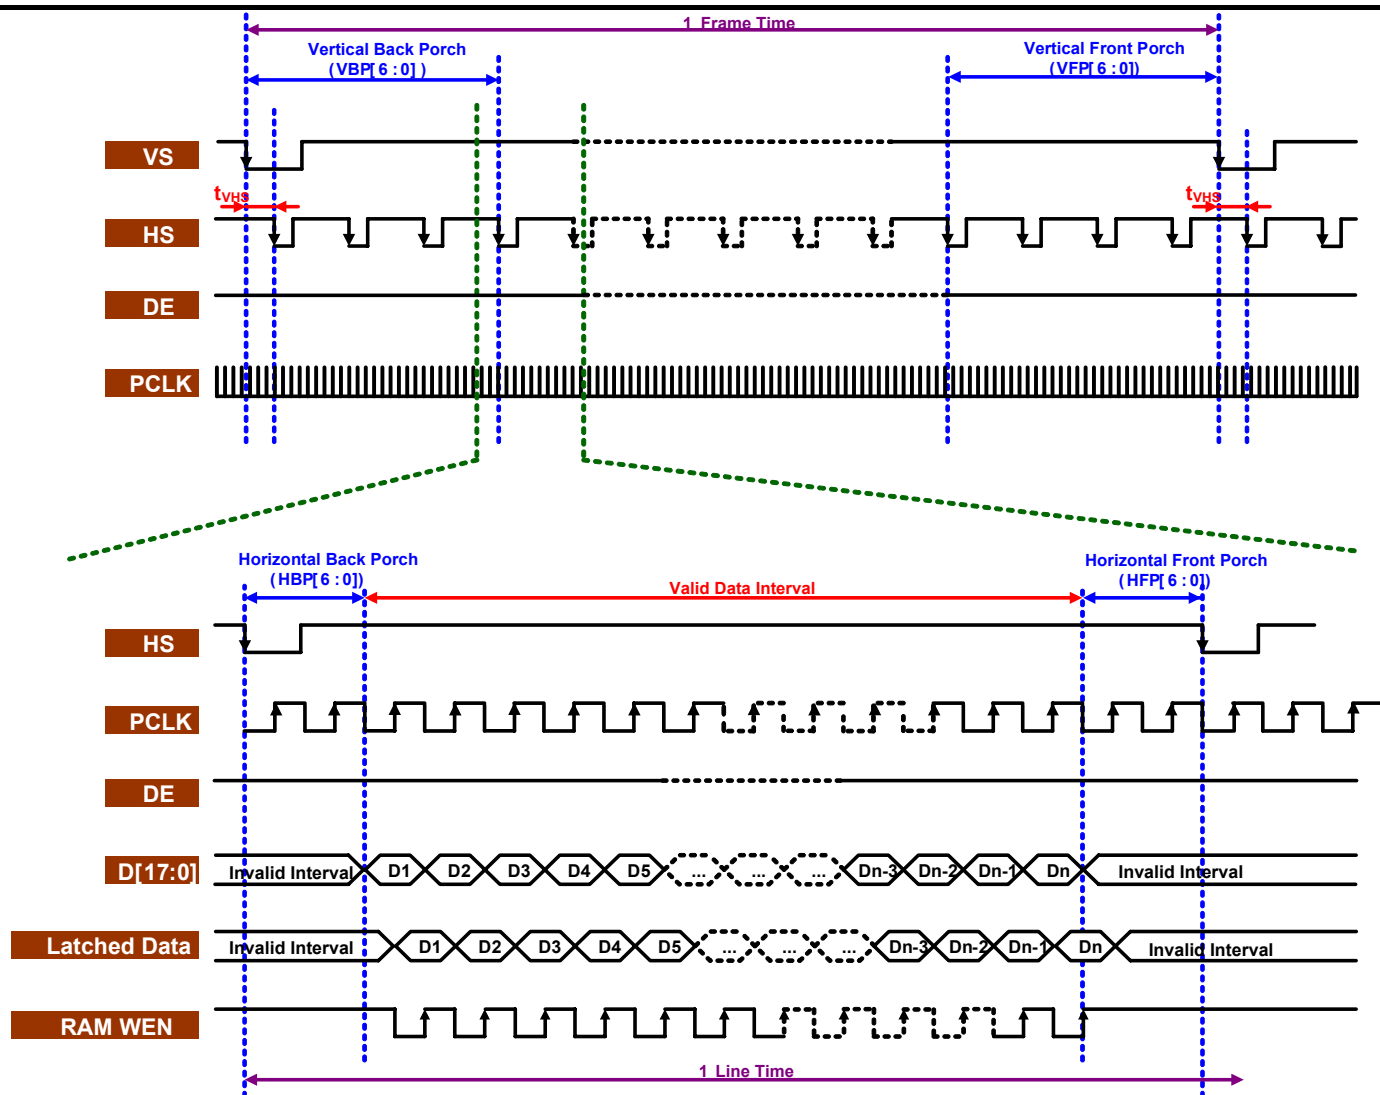 1 Frame Time
Vertical Back Porch
(VBP[6:0])
Vertical Front Porch
(VFP[6:0])
VS
tVHS
tVHS
HS
DE
PCLK
Horizontal Back Porch
(HBP[6:0])
Valid Data Interval
Horizontal Front Porch
(HFP[6:0])
HS
PCLK
DE
D[17:0] Invalid Interval D1 D2 D3 D4 D5 ... ... ... Dn-3 Dn-2 Dn-1 Dn Invalid Interval
Latched Data Invalid Interval D1 D2 D3 D4 D5 ... ... ... Dn-3 Dn-2 Dn-1 Dn Invalid Interval
RAM WEN
1 Line Time